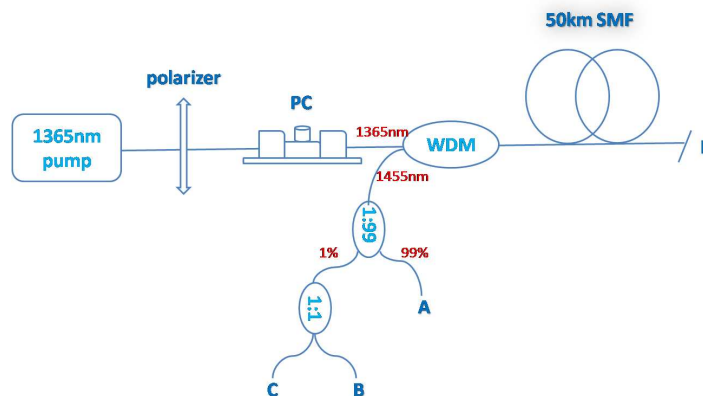 50km SMF
polarizer
PC
1365nm
pump
1365nm
WDM
1455nm
1:99
1%
99%
1:1
A
C
B